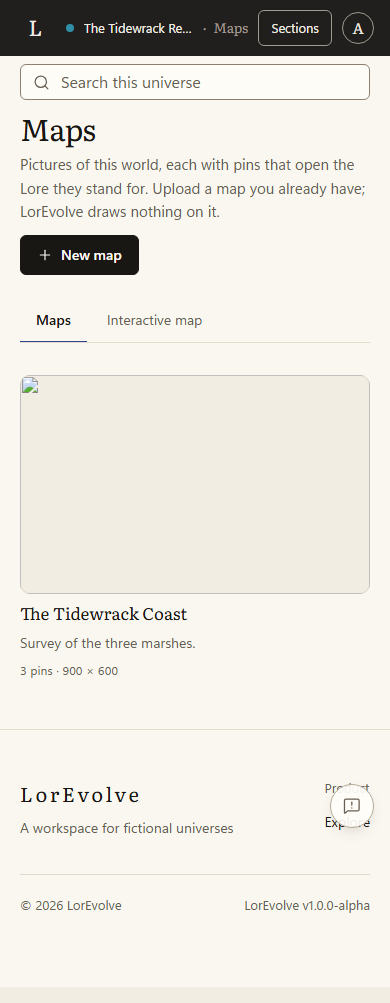 L
The Tidewrack Re... · Maps
Sections
A
Search this universe
Maps
Pictures of this world, each with pins that open the
Lore they stand for. Upload a map you already have;
LorEvolve draws nothing on it.
+ New map
Maps
Interactive map
The Tidewrack Coast
Survey of the three marshes.
3 pins · 900 × 600
LorEvolve
A workspace for fictional universes
Product
Explore
© 2026 LorEvolve
LorEvolve v1.0.0-alpha